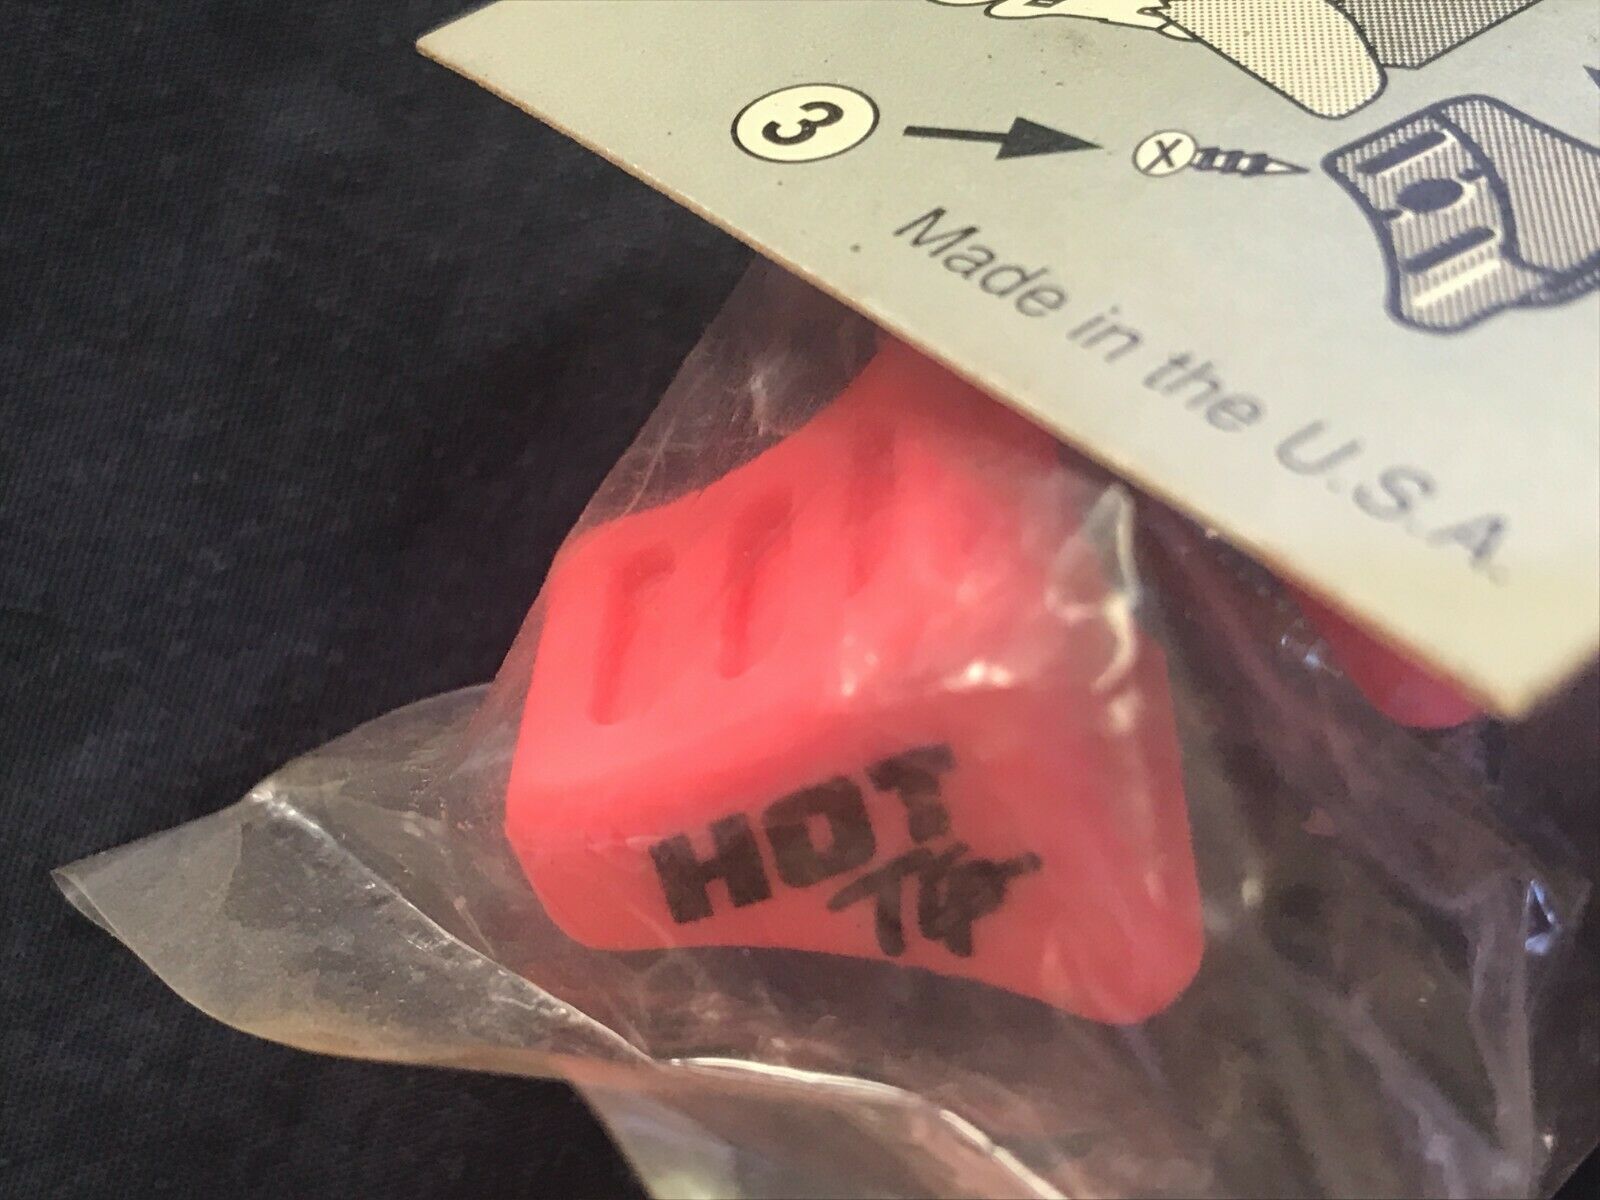 3
X
Made in the U.S.A.
HOT
Tip